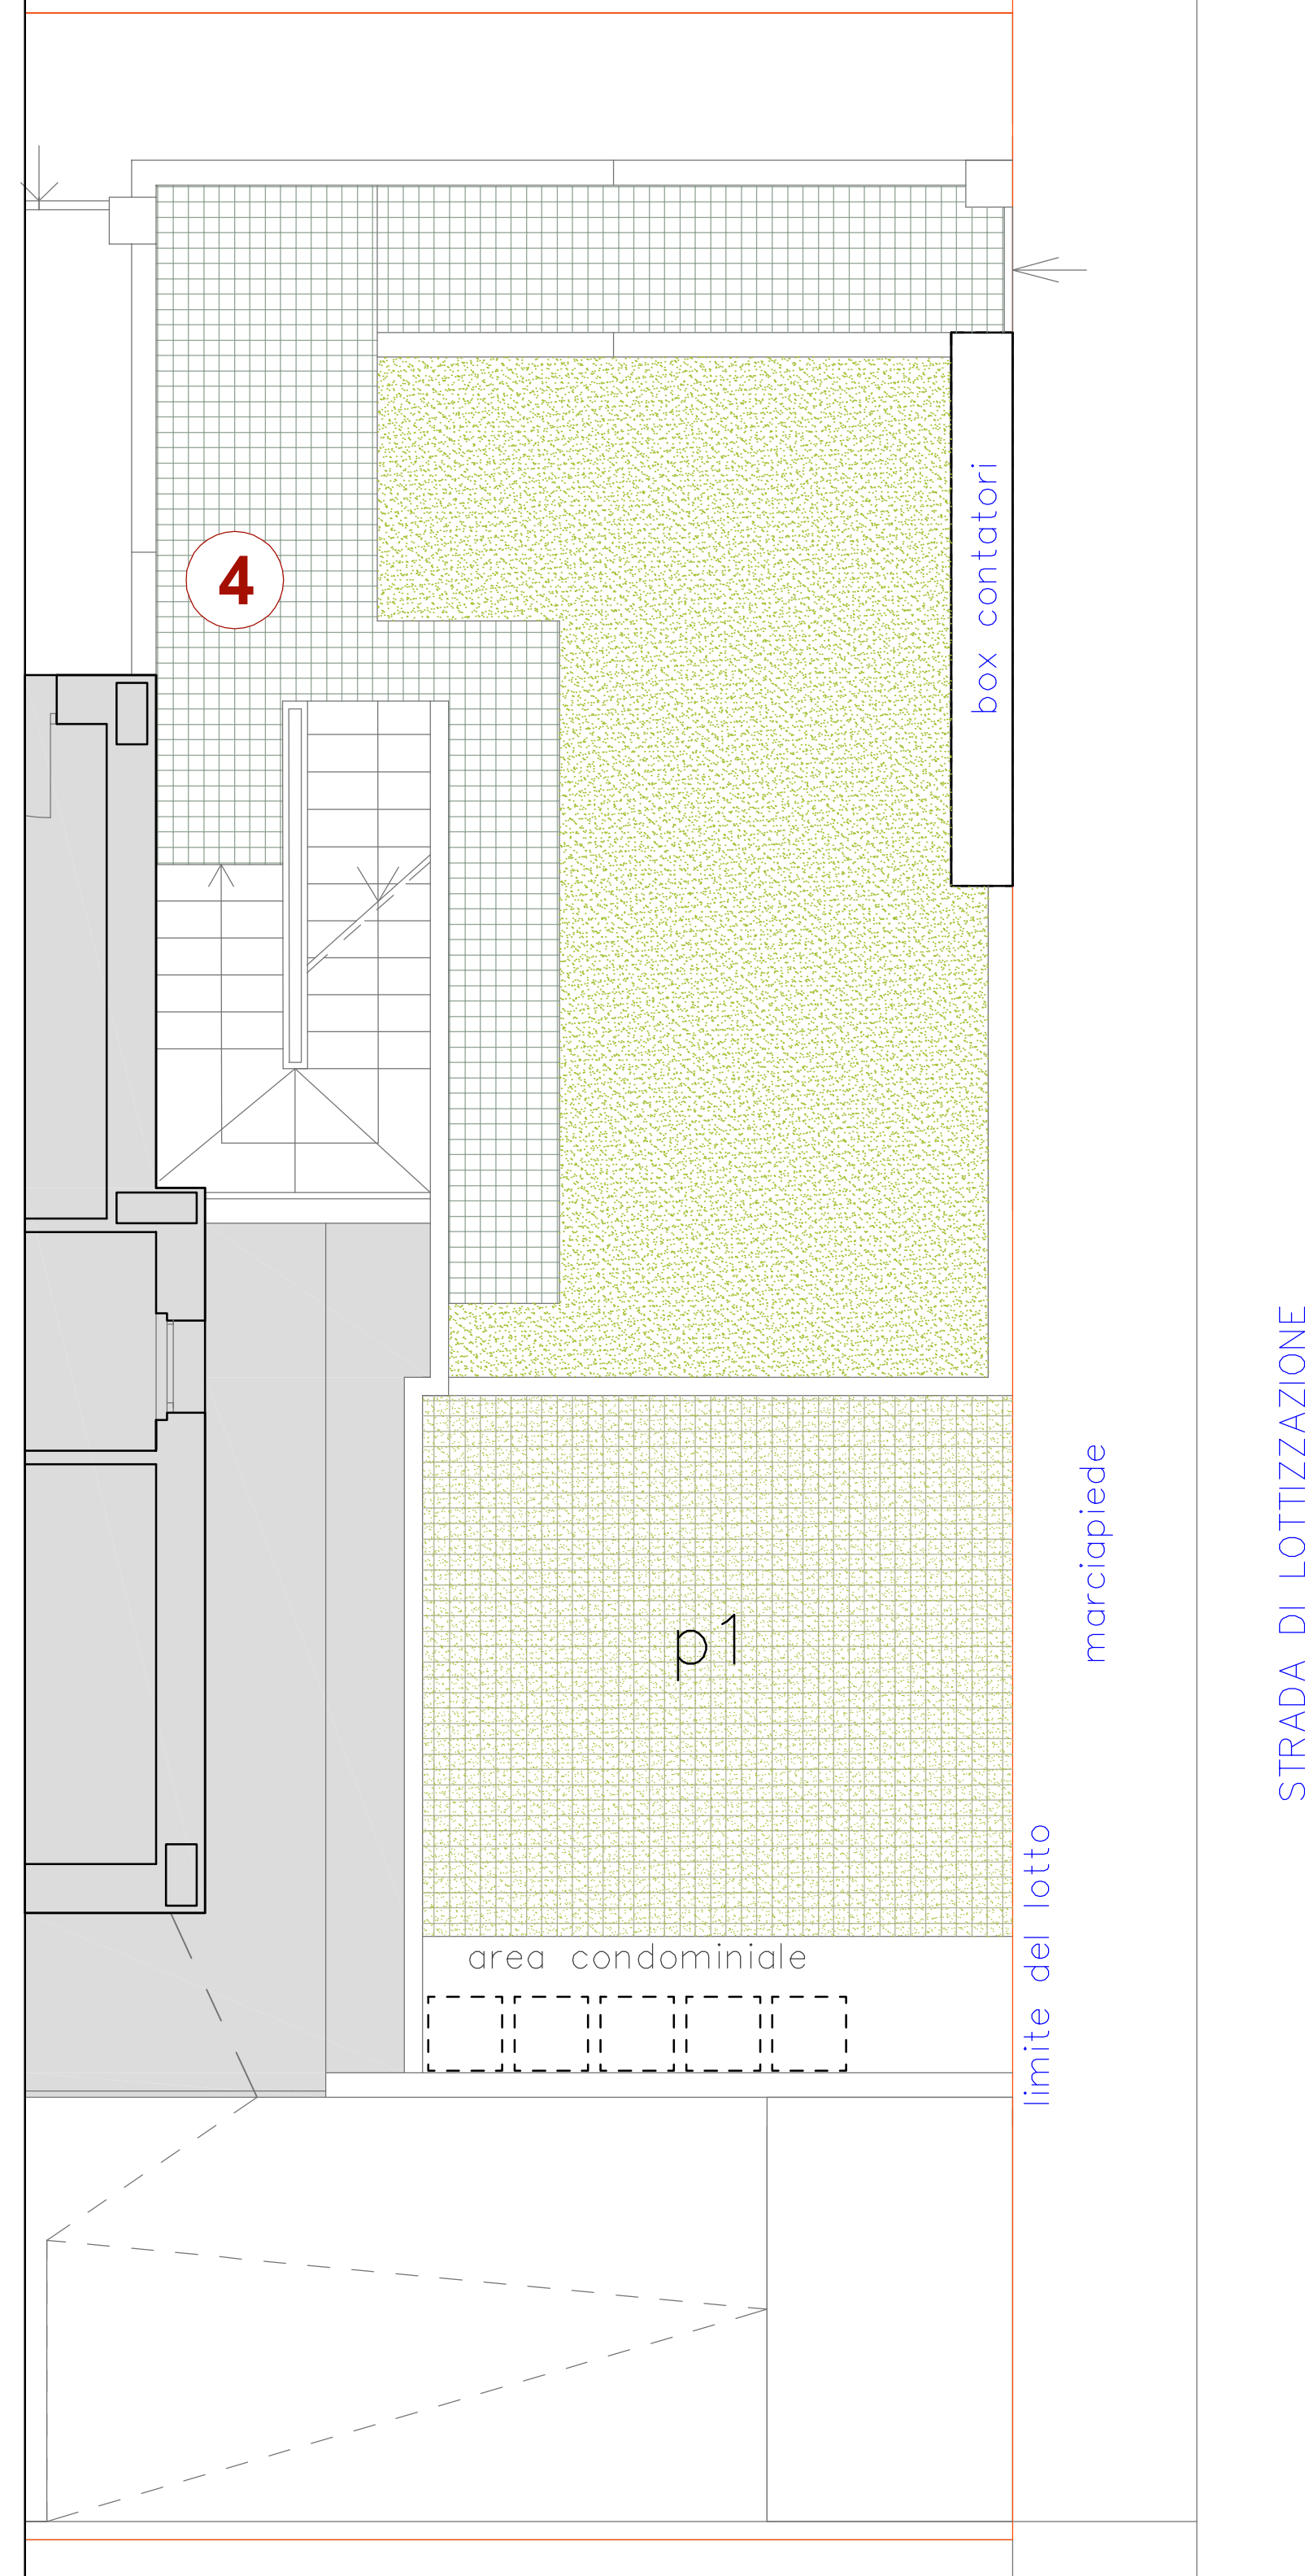 4
box contatori
STRADA DI LOTTIZZAZIONE
marciapiede
p1
limite del lotto
area condominiale